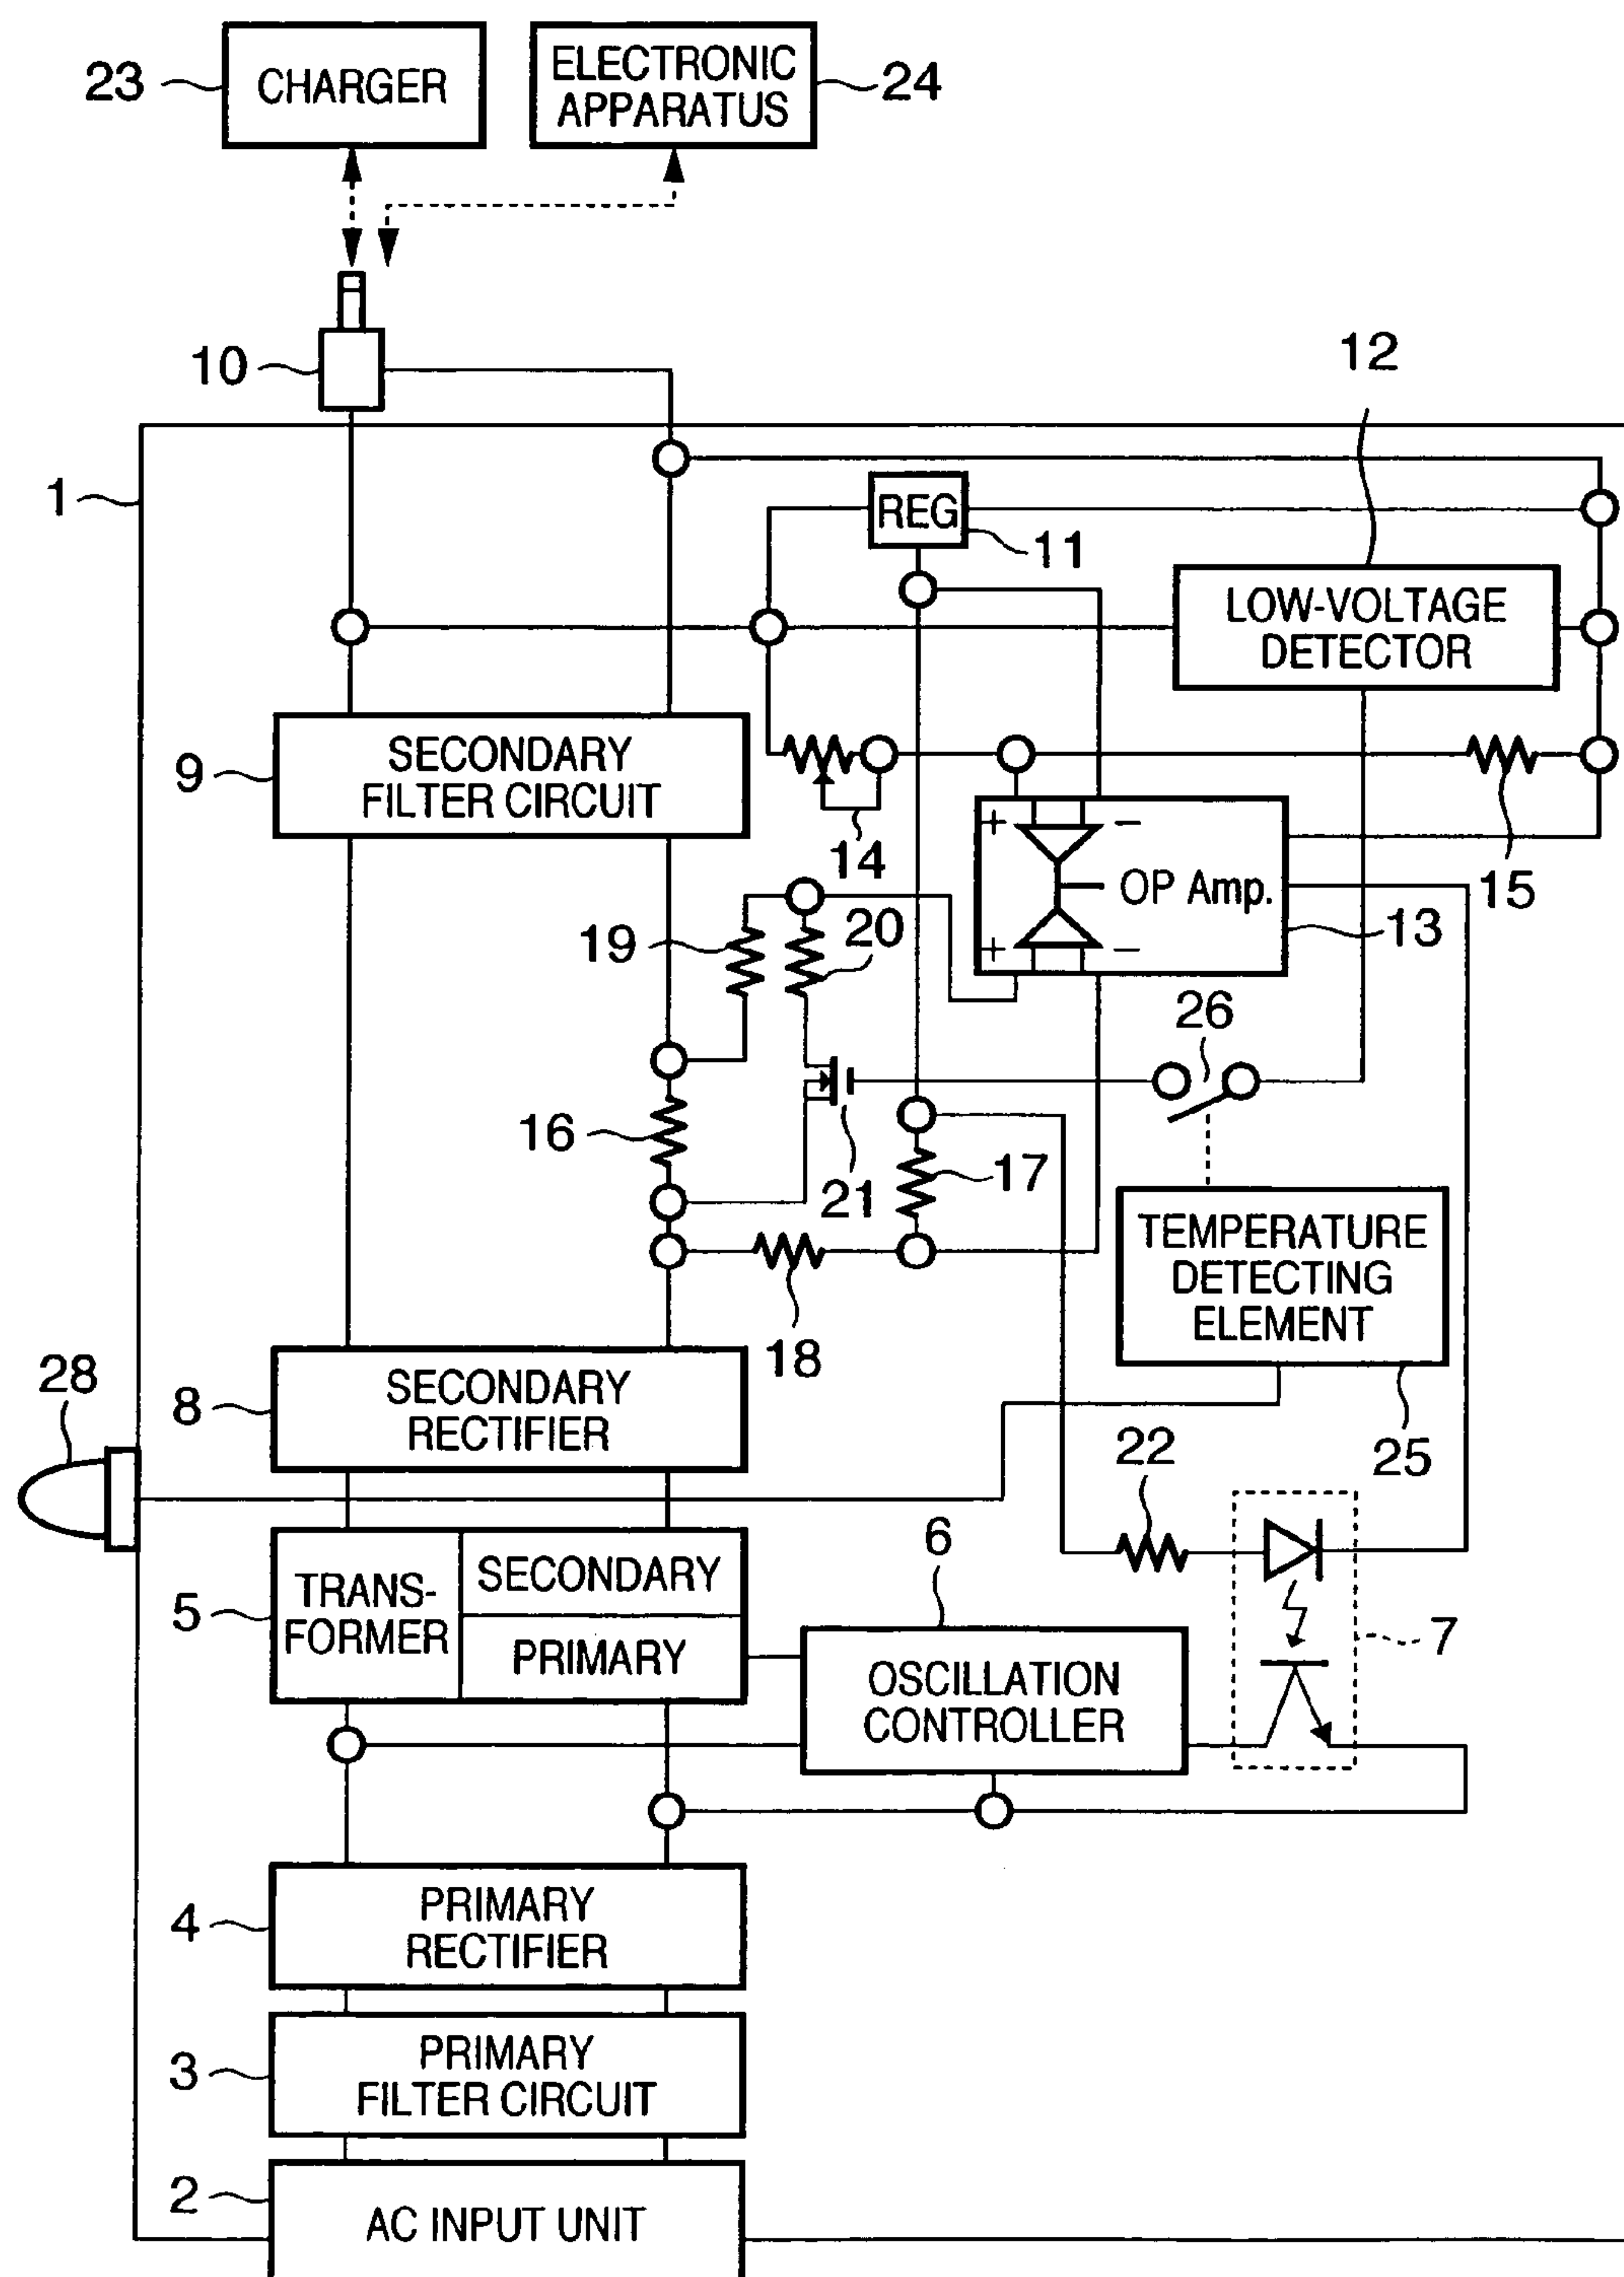 23
CHARGER
ELECTRONIC
APPARATUS
24
10
12
1
REG
11
LOW-VOLTAGE
DETECTOR
9
SECONDARY
FILTER CIRCUIT
14
+
−
OP Amp.
+
−
15
13
19
20
26
16
21
17
18
TEMPERATURE
DETECTING
ELEMENT
25
28
8
SECONDARY
RECTIFIER
22
5
TRANS-
FORMER
SECONDARY
PRIMARY
6
OSCILLATION
CONTROLLER
7
4
PRIMARY
RECTIFIER
3
PRIMARY
FILTER CIRCUIT
2
AC INPUT UNIT